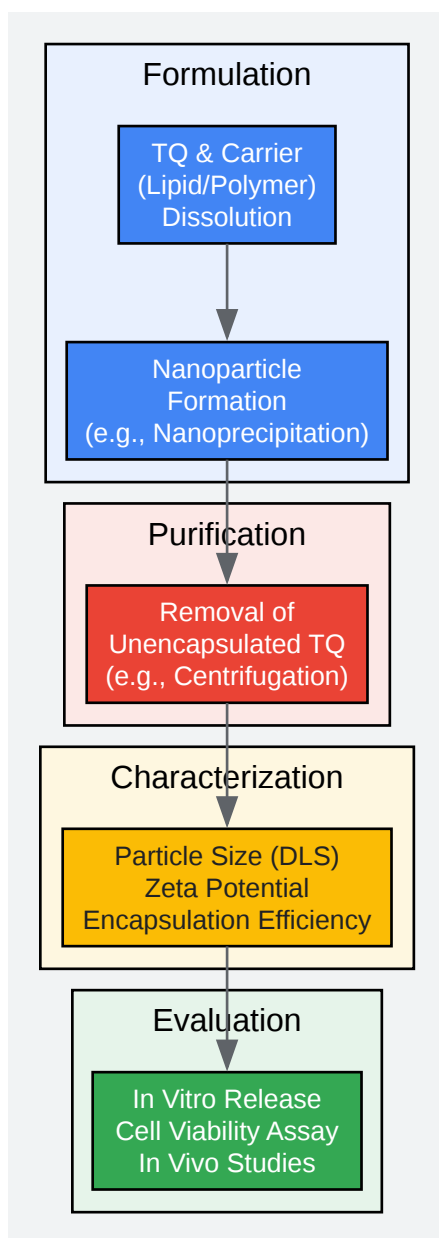 Formulation
TQ & Carrier
(Lipid/Polymer)
Dissolution
Nanoparticle
Formation
(e.g., Nanoprecipitation)
Purification
Removal of
Unencapsulated TQ
(e.g., Centrifugation)
Characterization
Particle Size (DLS)
Zeta Potential
Encapsulation Efficiency
Evaluation
In Vitro Release
Cell Viability Assay
In Vivo Studies